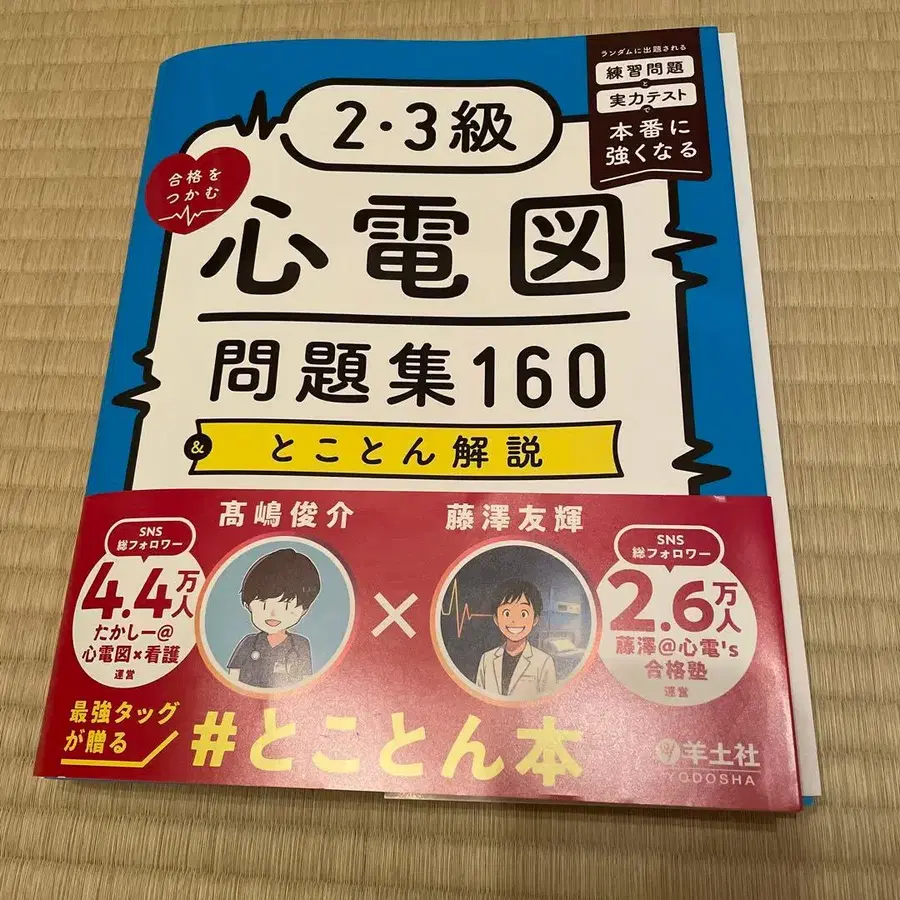 ランダムに出題される
練習問題
と
実力テスト
で
本番に
強くなる
2・3級
合格を
つかむ
心電図
問題集160
&
とことん解説
髙嶋俊介
×
藤澤友輝
SNS
総フォロワー
4.4万人
たかしー@
心電図×看護
運営
SNS
総フォロワー
2.6万人
藤澤@心電's
合格塾
運営
最強タッグ
が贈る
#とことん本
羊土社
YODOSHA